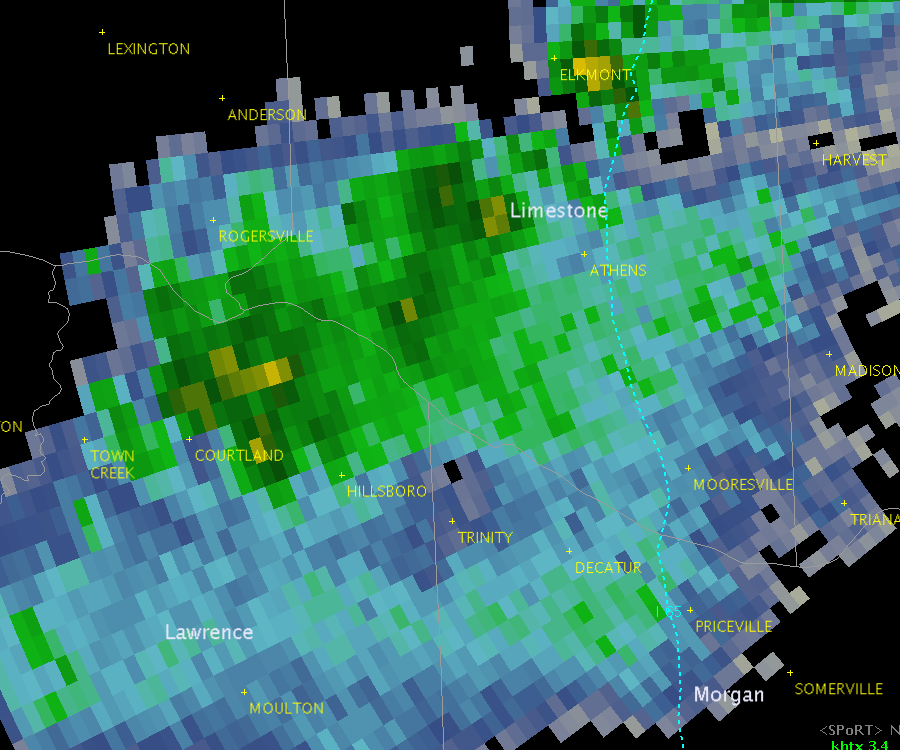 LEXINGTON
ELKMONT
ANDERSON
HARVEST
Limestone
ROGERSVILLE
ATHENS
MADISON
ON
TOWN
CREEK
COURTLAND
HILLSBORO
MOORESVILLE
TRIANA
TRINITY
DECATUR
I 65
PRICEVILLE
Lawrence
SOMERVILLE
Morgan
MOULTON
<SPoRT> N
khtx 3.4